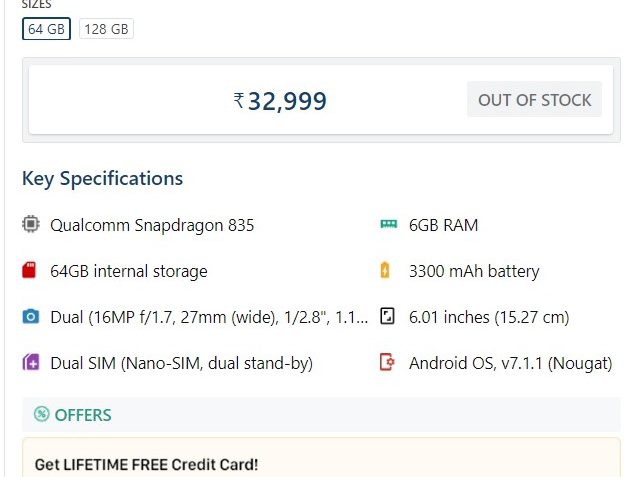 SIZES
64 GB 128 GB
₹32,999 OUT OF STOCK
Key Specifications
Qualcomm Snapdragon 835 6GB RAM
64GB internal storage 3300 mAh battery
Dual (16MP f/1.7, 27mm (wide), 1/2.8", 1.1... 6.01 inches (15.27 cm)
Dual SIM (Nano-SIM, dual stand-by) Android OS, v7.1.1 (Nougat)
OFFERS
Get LIFETIME FREE Credit Card!